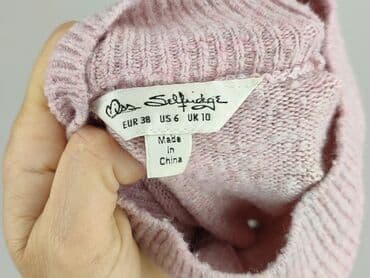 Miss Selfridge
EUR 38 US 6 UK 10
Made
in
China